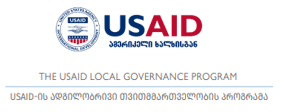 USAID
ᲐᲛᲔᲠᲘᲙᲔᲚᲘ ᲮᲐᲚᲮᲘᲡᲒᲐᲜ
THE USAID LOCAL GOVERNANCE PROGRAM
USAID-ᲘᲡ ᲐᲓᲒᲘᲚᲝᲑᲠᲘᲕᲘ ᲗᲕᲘᲗᲛᲛᲐᲠᲗᲕᲔᲚᲝᲑᲘᲡ ᲞᲠᲝᲒᲠᲐᲛᲐ